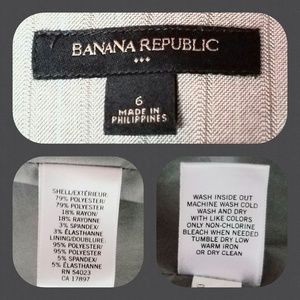 BANANA REPUBLIC
6
MADE IN
PHILIPPINES
SHELL/EXTÉRIEUR:
79% POLYESTER/
79% POLYESTER
18% RAYON/
18% RAYONNE
3% SPANDEX/
3% ÉLASTHANNE
LINING/DOUBLURE:
95% POLYESTER/
95% POLYESTER
5% SPANDEX/
5% ÉLASTHANNE
RN 54023
CA 17897
WASH INSIDE OUT
MACHINE WASH COLD
WASH AND DRY
WITH LIKE COLORS
ONLY NON-CHLORINE
BLEACH WHEN NEEDED
TUMBLE DRY LOW
WARM IRON
OR DRY CLEAN